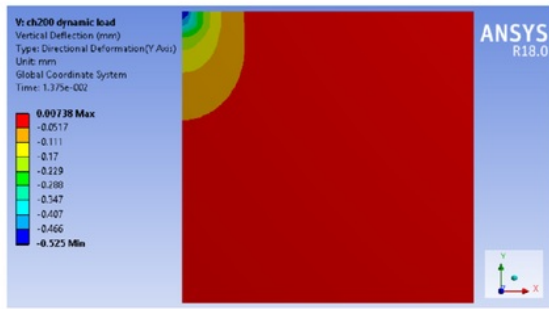 V: ch200 dynamic load
Vertical Deflection (mm)
Type: Directional Deformation(Y Axis)
Unit: mm
Global Coordinate System
Time: 1.375e-002
0.00738 Max
-0.0517
-0.111
-0.17
-0.229
-0.288
-0.347
-0.407
-0.466
-0.525 Min
ANSYS
R18.0
Y
X